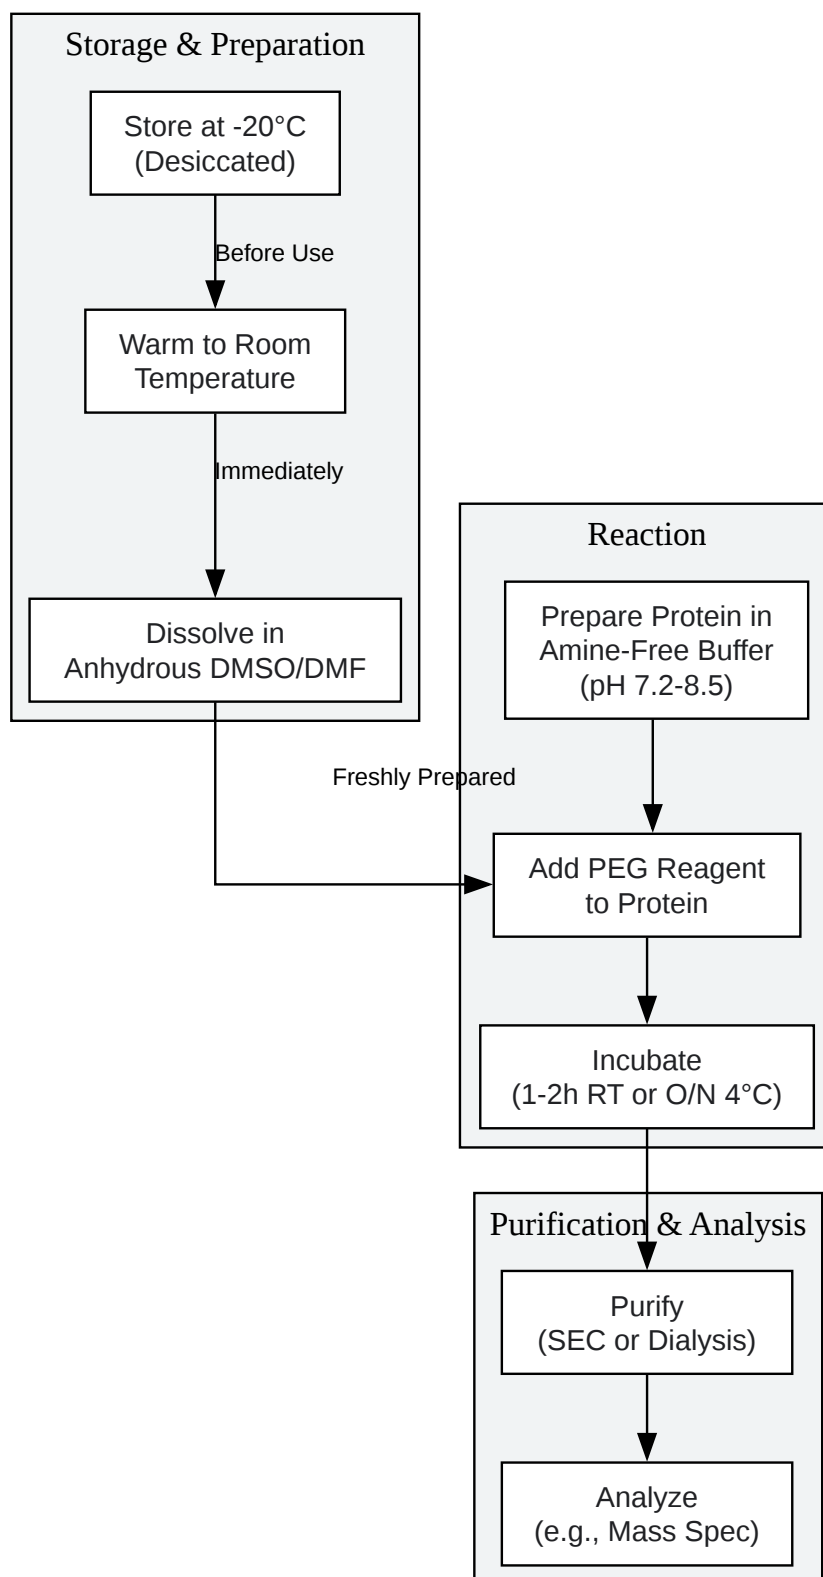 Storage & Preparation
Store at -20°C
(Desiccated)
Before Use
Warm to Room
Temperature
Immediately
Dissolve in
Anhydrous DMSO/DMF
Freshly Prepared
Reaction
Prepare Protein in
Amine-Free Buffer
(pH 7.2-8.5)
Add PEG Reagent
to Protein
Incubate
(1-2h RT or O/N 4°C)
Purification & Analysis
Purify
(SEC or Dialysis)
Analyze
(e.g., Mass Spec)